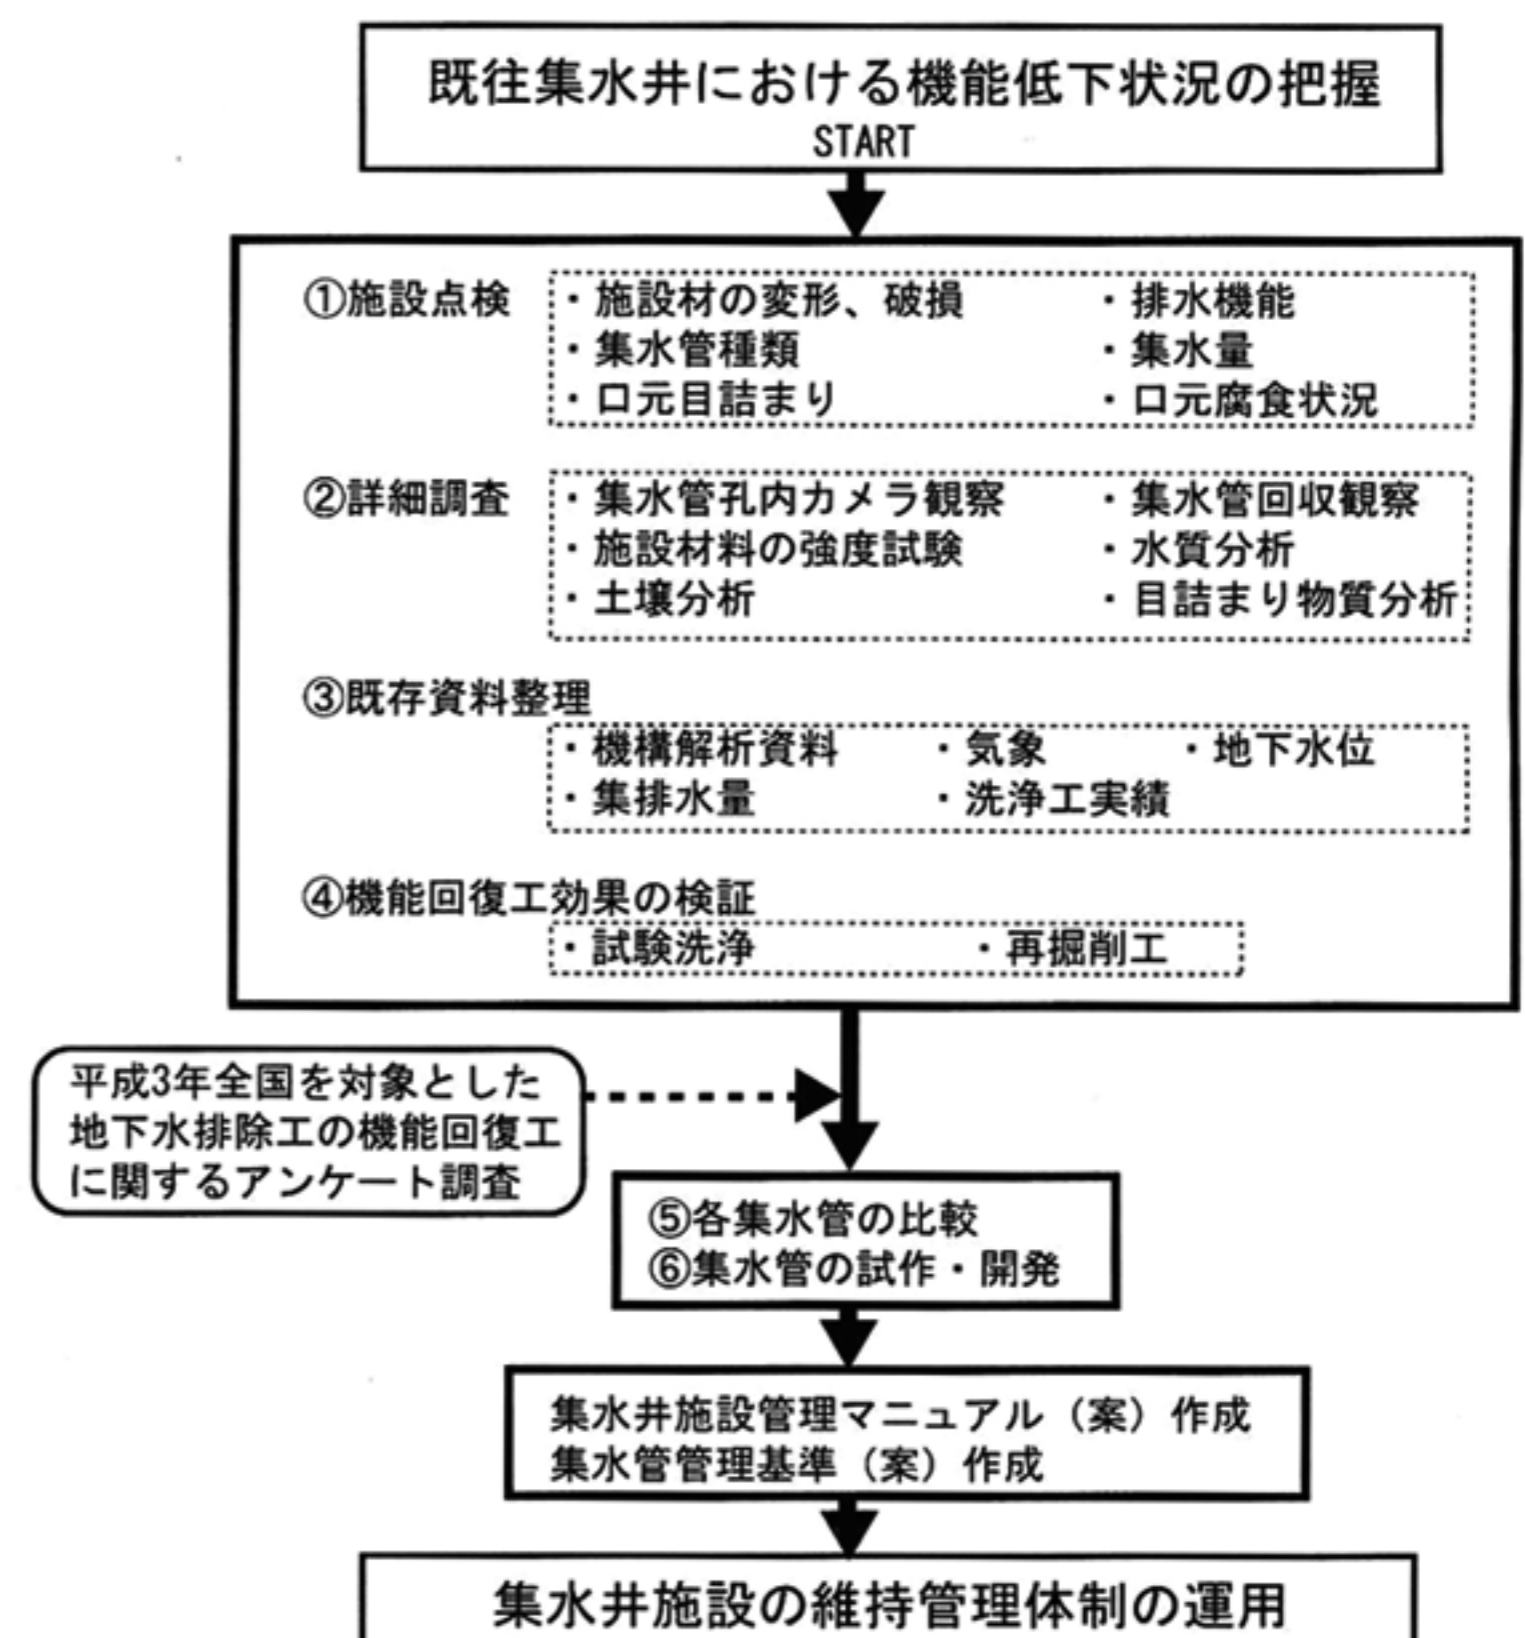 既往集水井における機能低下状況の把握
START
①施設点検
・施設材の変形、破損 ・排水機能
・集水管種類 ・集水量
・口元目詰まり ・口元腐食状況
②詳細調査
・集水管孔内カメラ観察 ・集水管回収観察
・施設材料の強度試験 ・水質分析
・土壌分析 ・目詰まり物質分析
③既存資料整理
・機構解析資料 ・気象 ・地下水位
・集排水量 ・洗浄工実績
④機能回復工効果の検証
・試験洗浄 ・再掘削工
平成3年全国を対象とした
地下水排除工の機能回復工
に関するアンケート調査
⑤各集水管の比較
⑥集水管の試作・開発
集水井施設管理マニュアル（案）作成
集水管管理基準（案）作成
集水井施設の維持管理体制の運用